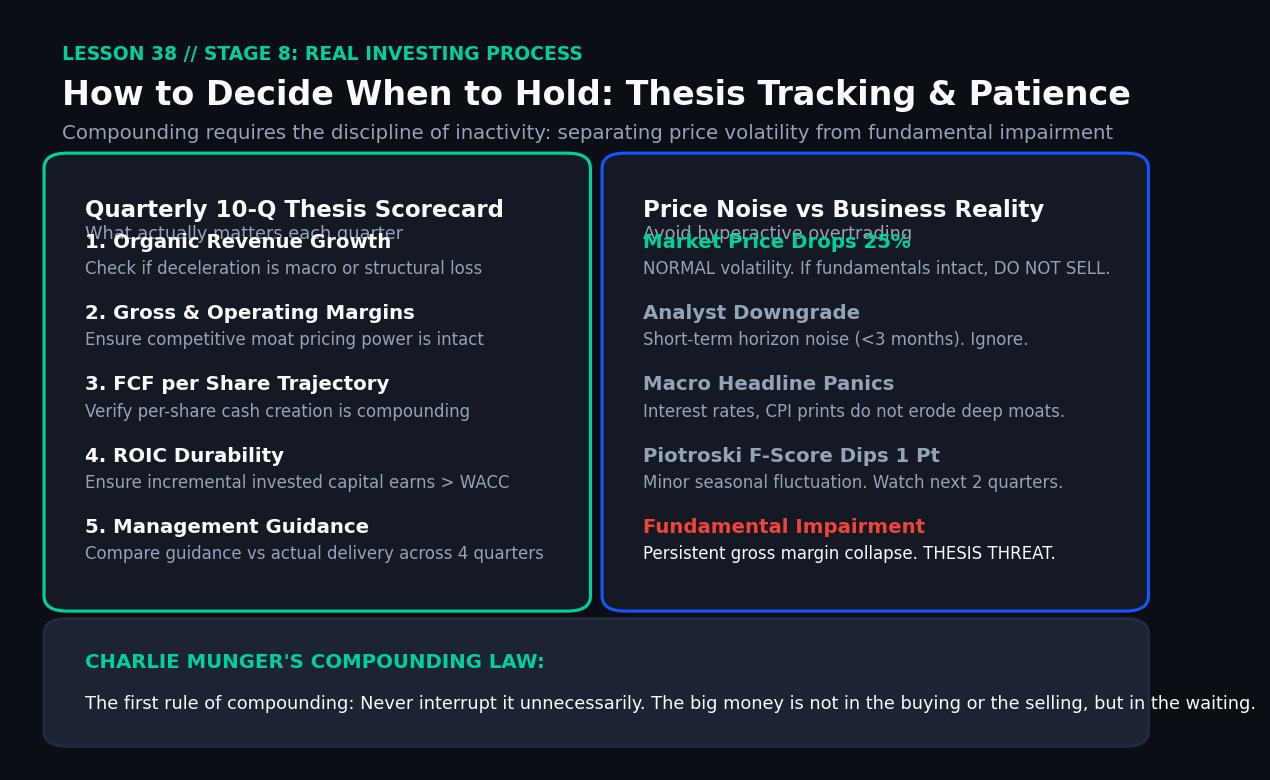 LESSON 38 // STAGE 8: REAL INVESTING PROCESS
How to Decide When to Hold: Thesis Tracking & Patience
Compounding requires the discipline of inactivity: separating price volatility from fundamental impairment
Quarterly 10-Q Thesis Scorecard
What actually matters each quarter
1. Organic Revenue Growth
Check if deceleration is macro or structural loss
2. Gross & Operating Margins
Ensure competitive moat pricing power is intact
3. FCF per Share Trajectory
Verify per-share cash creation is compounding
4. ROIC Durability
Ensure incremental invested capital earns > WACC
5. Management Guidance
Compare guidance vs actual delivery across 4 quarters
Price Noise vs Business Reality
Avoid hyperactive overtrading
Market Price Drops 25%
NORMAL volatility. If fundamentals intact, DO NOT SELL.
Analyst Downgrade
Short-term horizon noise (<3 months). Ignore.
Macro Headline Panics
Interest rates, CPI prints do not erode deep moats.
Piotroski F-Score Dips 1 Pt
Minor seasonal fluctuation. Watch next 2 quarters.
Fundamental Impairment
Persistent gross margin collapse. THESIS THREAT.
CHARLIE MUNGER'S COMPOUNDING LAW:
The first rule of compounding: Never interrupt it unnecessarily. The big money is not in the buying or the selling, but in the waiting.